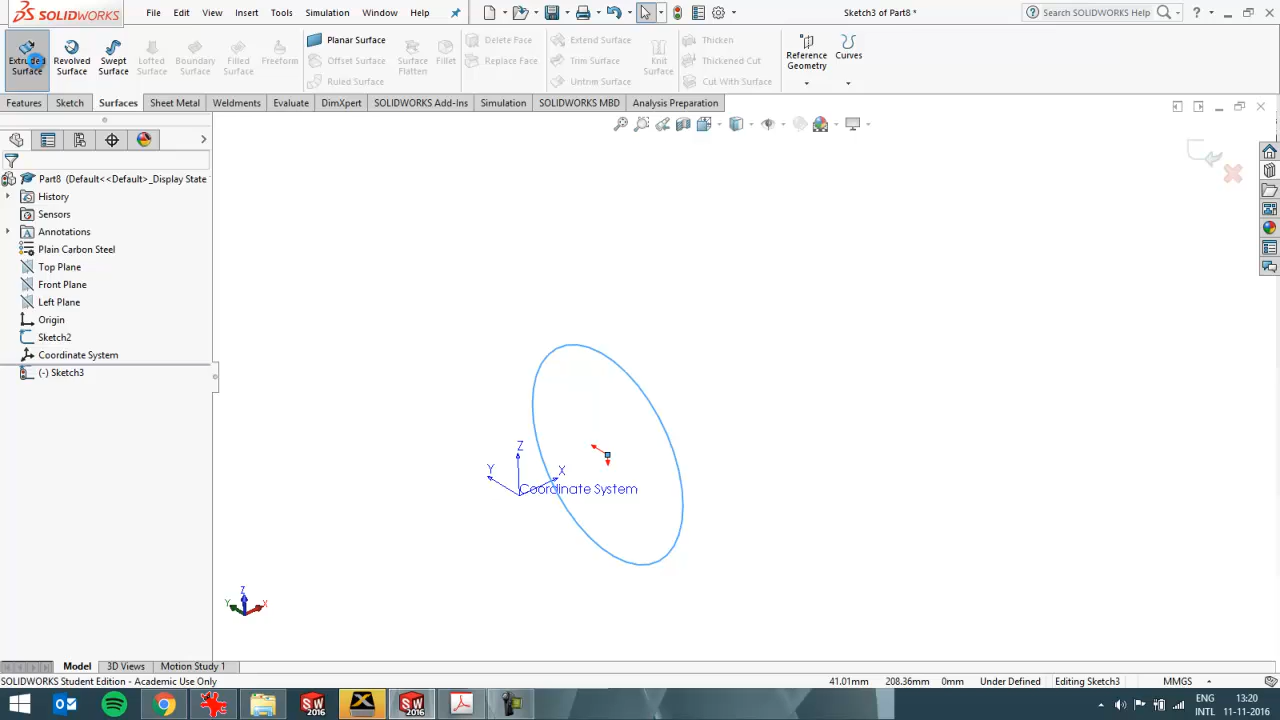 SOLIDWORKS File Edit View Insert Tools Simulation Window Help Sketch3 of Part8 * Search SOLIDWORKS Help
Extruded Surface Revolved Surface Swept Surface Lofted Surface Boundary Surface Filled Surface Freeform
Planar Surface Offset Surface Ruled Surface
Surface Flatten Fillet
Delete Face Replace Face
Extend Surface Trim Surface Untrim Surface
Knit Surface
Thicken Thickened Cut Cut With Surface
Reference Geometry Curves
Features Sketch Surfaces Sheet Metal Weldments Evaluate DimXpert SOLIDWORKS Add-Ins Simulation SOLIDWORKS MBD Analysis Preparation
Part8 (Default<<Default>_Display State
History
Sensors
Annotations
Plain Carbon Steel
Top Plane
Front Plane
Left Plane
Origin
Sketch2
Coordinate System
(-) Sketch3
Z
Y X
Coordinate System
Z
Y X
Model 3D Views Motion Study 1
SOLIDWORKS Student Edition - Academic Use Only 41.01mm 208.36mm 0mm Under Defined Editing Sketch3 MMGS
SW 2016 SW 2016 ENG INTL 13:20 11-11-2016